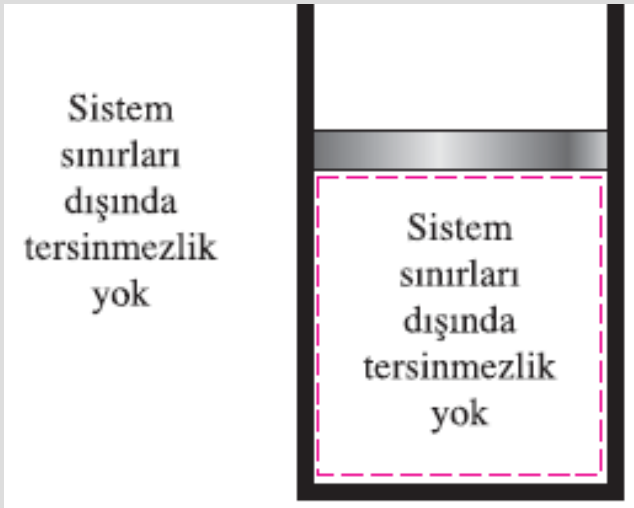 Sistem
sınırları
dışında
tersinmezlik
yok
Sistem
sınırları
dışında
tersinmezlik
yok